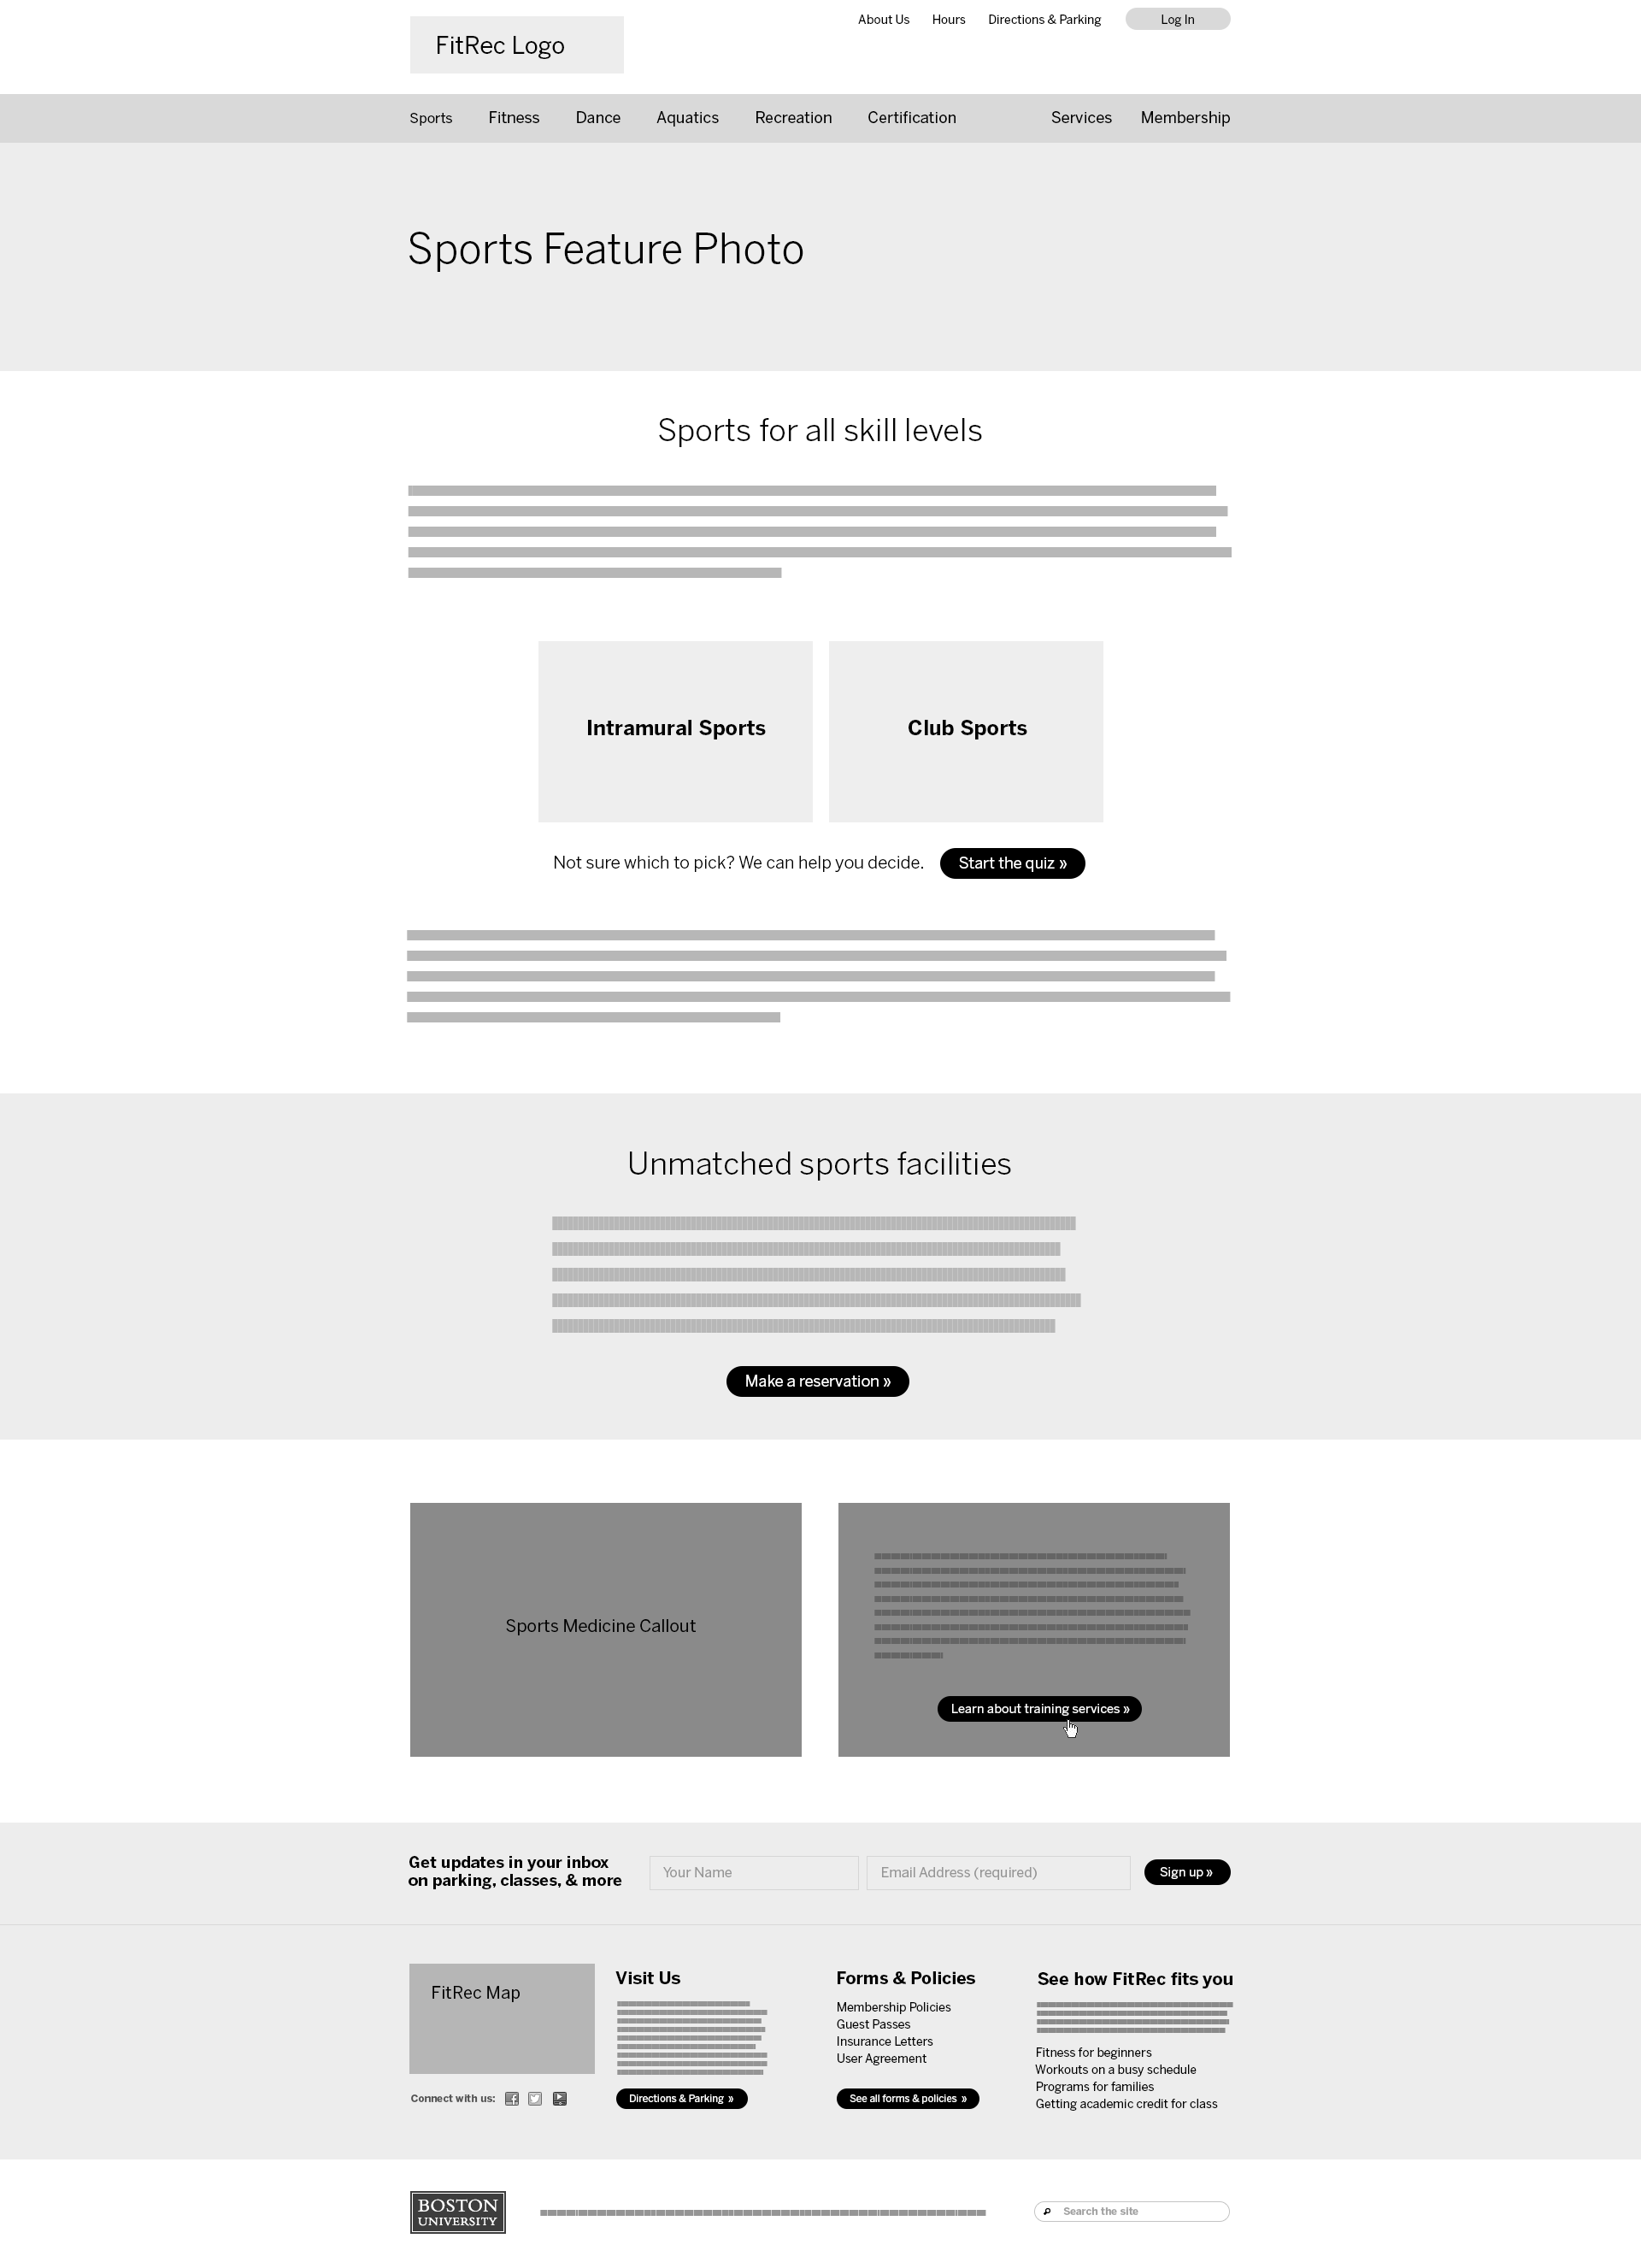 About Us Hours Directions & Parking Log In
FitRec Logo
Sports Fitness Dance Aquatics Recreation Certification Services Membership
Sports Feature Photo
Sports for all skill levels
Intramural Sports
Club Sports
Not sure which to pick? We can help you decide. Start the quiz »
Unmatched sports facilities
Make a reservation »
Sports Medicine Callout
Learn about training services »
Get updates in your inbox
on parking, classes, & more
Your Name
Email Address (required)
Sign up »
FitRec Map
Connect with us:
Visit Us
Directions & Parking »
Forms & Policies
Membership Policies
Guest Passes
Insurance Letters
User Agreement
See all forms & policies »
See how FitRec fits you
Fitness for beginners
Workouts on a busy schedule
Programs for families
Getting academic credit for class
BOSTON
UNIVERSITY
Search the site